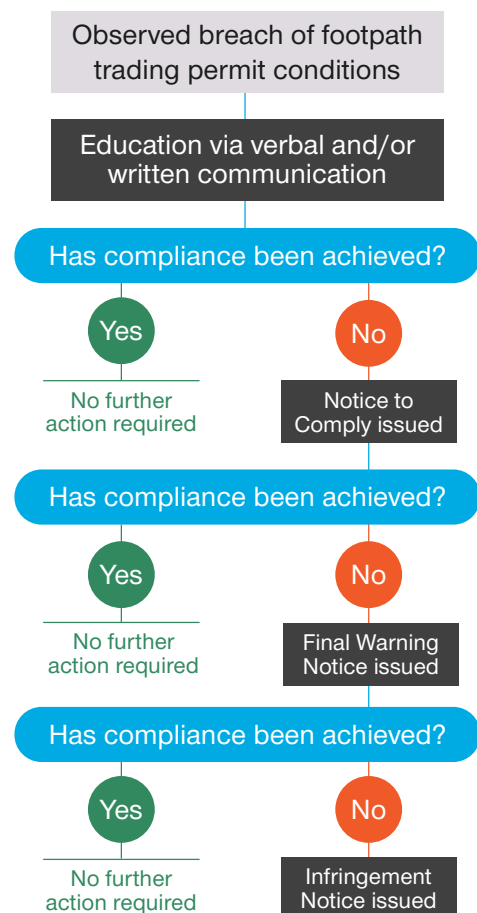 Observed breach of footpath
trading permit conditions
Education via verbal and/or
written communication
Has compliance been achieved?
Yes
No
No further
action required
Notice to
Comply issued
Has compliance been achieved?
Yes
No
No further
action required
Final Warning
Notice issued
Has compliance been achieved?
Yes
No
No further
action required
Infringement
Notice issued